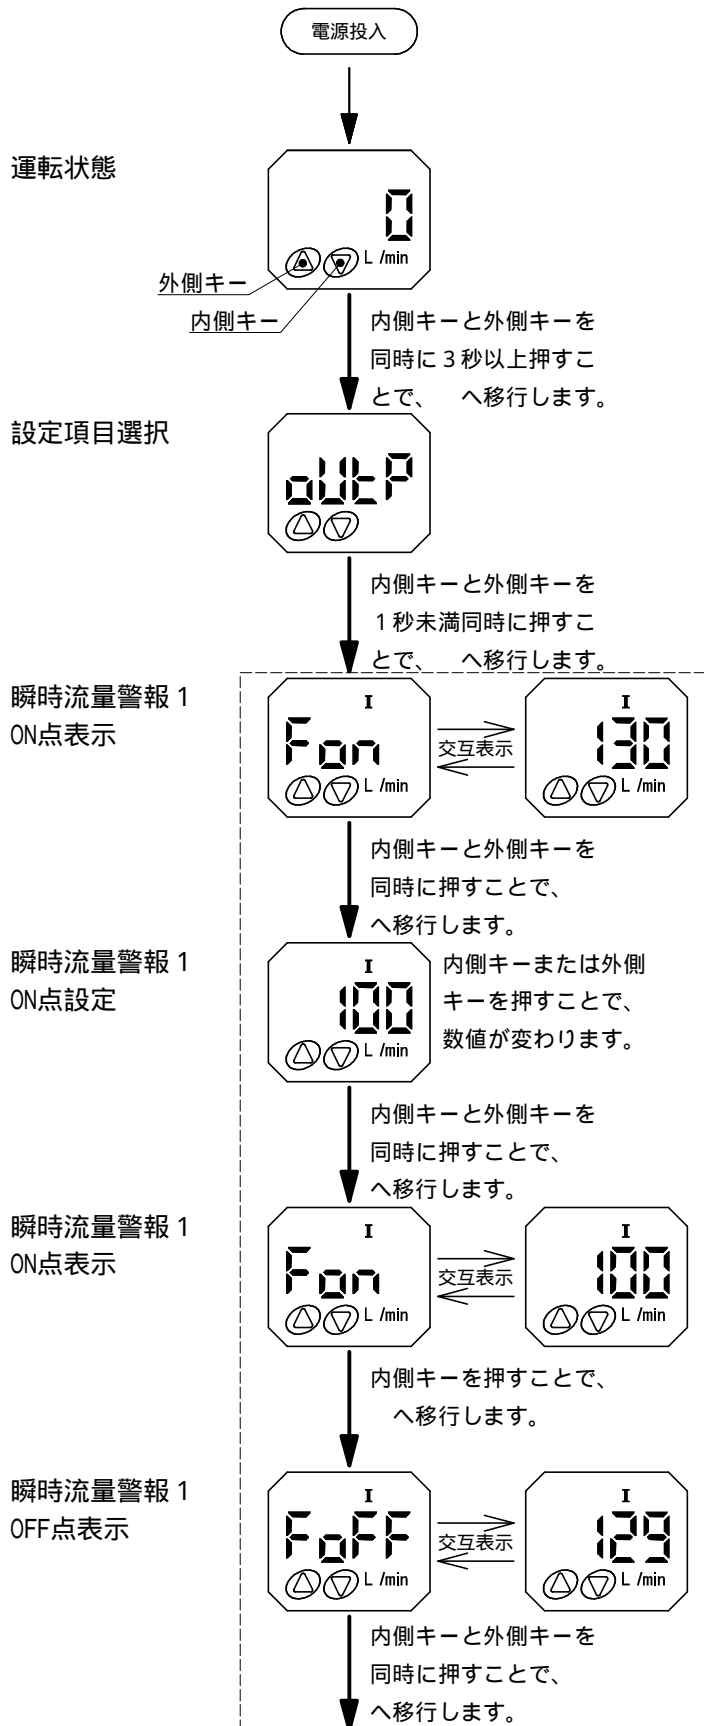 電源投入
運転状態
0
L /min
外側キー
内側キー
内側キーと外側キーを
同時に3秒以上押すこ
とで、　へ移行します。
設定項目選択
oUtP
内側キーと外側キーを
1秒未満同時に押すこ
とで、　へ移行します。
瞬時流量警報1
ON点表示
I
Fon
L /min
交互表示
I
130
L /min
内側キーと外側キーを
同時に押すことで、
へ移行します。
瞬時流量警報1
ON点設定
I
100
L /min
内側キーまたは外側
キーを押すことで、
数値が変わります。
内側キーと外側キーを
同時に押すことで、
へ移行します。
瞬時流量警報1
ON点表示
I
Fon
L /min
交互表示
I
100
L /min
内側キーを押すことで、
へ移行します。
瞬時流量警報1
OFF点表示
I
FoFF
L /min
交互表示
I
129
L /min
内側キーと外側キーを
同時に押すことで、
へ移行します。